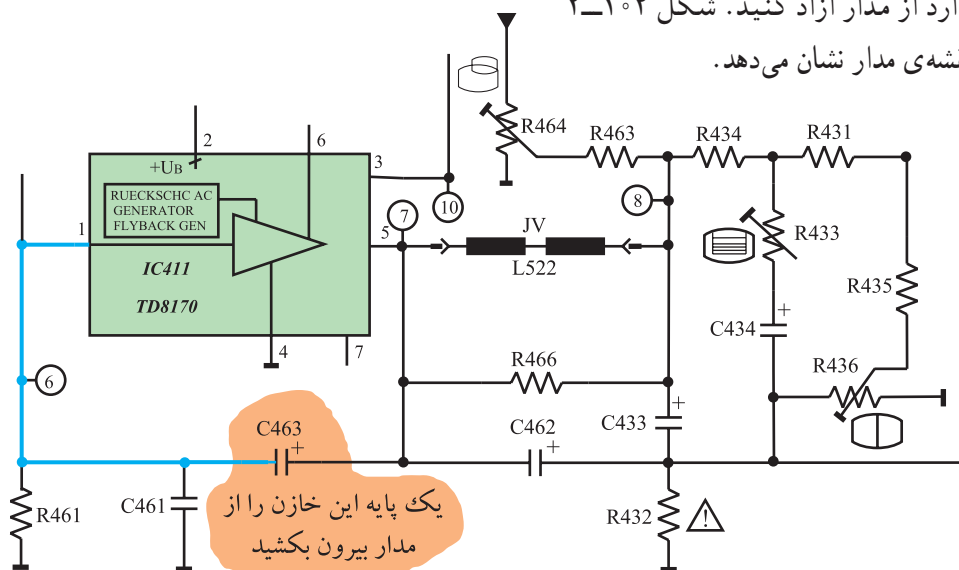 ارد از مدار آزاد کنید. شکل ۱۰۲ــ۲
قشه‌ی مدار نشان می‌دهد.
2
6
+UB
3
RUECKSCHC AC
GENERATOR
FLYBACK GEN
1
5
7
10
IC411
TD8170
4
7
R464
R463
R434
R431
8
JV
L522
R433
R435
C434
+
R436
6
R466
C433
+
C463
+
C462
+
R461
C461
R432
!
یک پایه این خازن را از
مدار بیرون بکشید